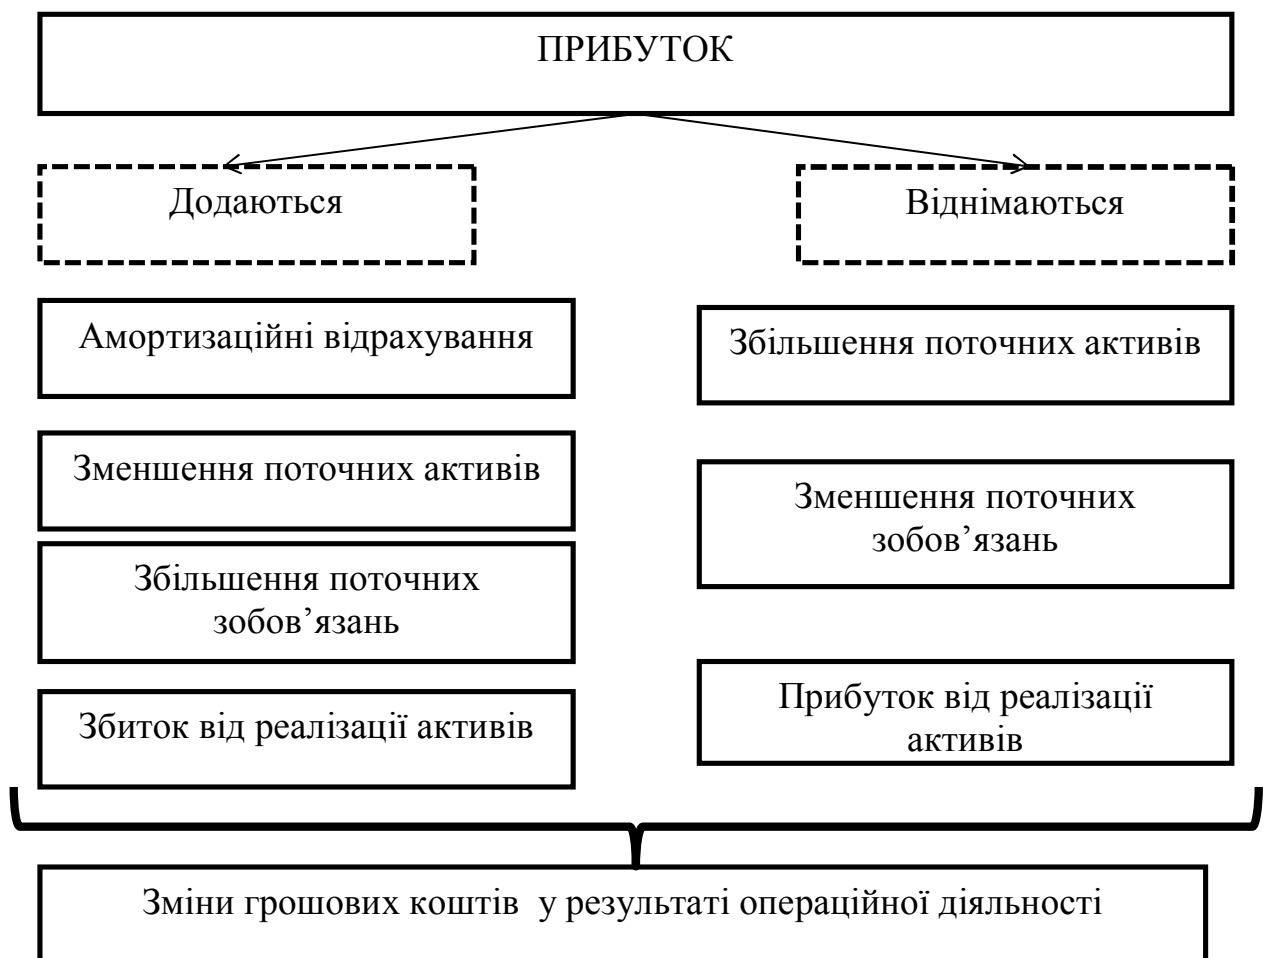 ПРИБУТОК
Додаються
Віднімаються
Амортизаційні відрахування
Збільшення поточних активів
Зменшення поточних активів
Зменшення поточних
зобов’язань
Збільшення поточних
зобов’язань
Збиток від реалізації активів
Прибуток від реалізації
активів
Зміни грошових коштів у результаті операційної діяльності